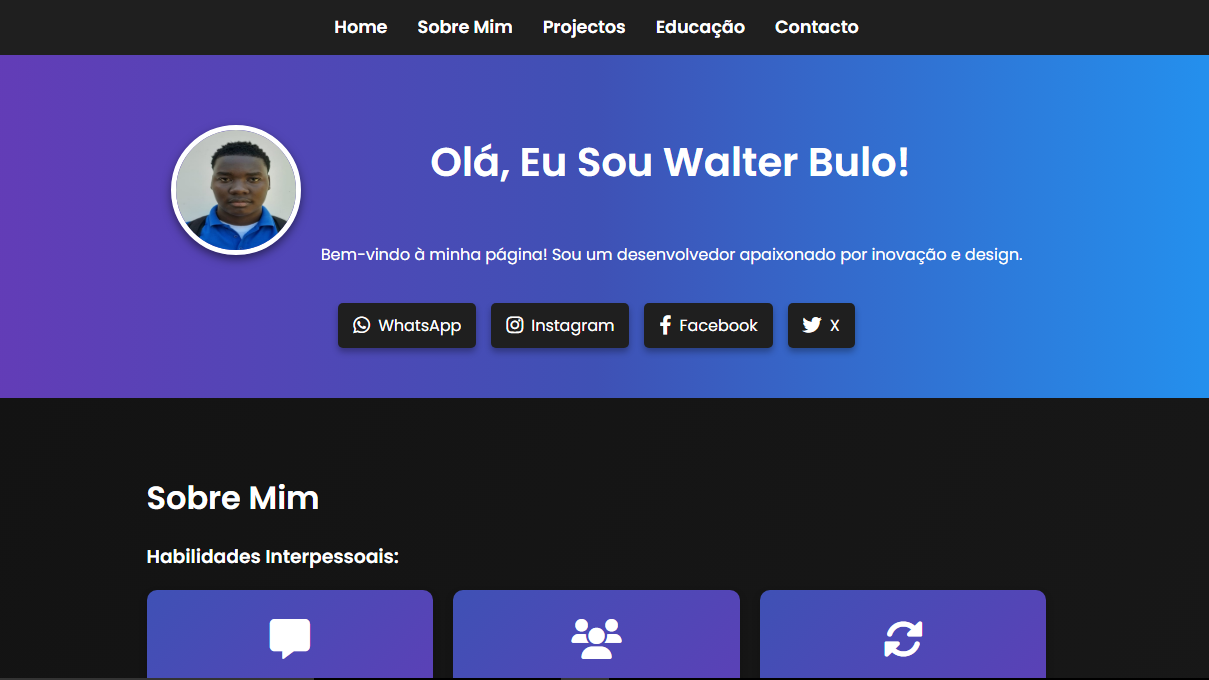 Home Sobre Mim Projectos Educação Contacto
Olá, Eu Sou Walter Bulo!
Bem-vindo à minha página! Sou um desenvolvedor apaixonado por inovação e design.
WhatsApp Instagram Facebook X
Sobre Mim
Habilidades Interpessoais: